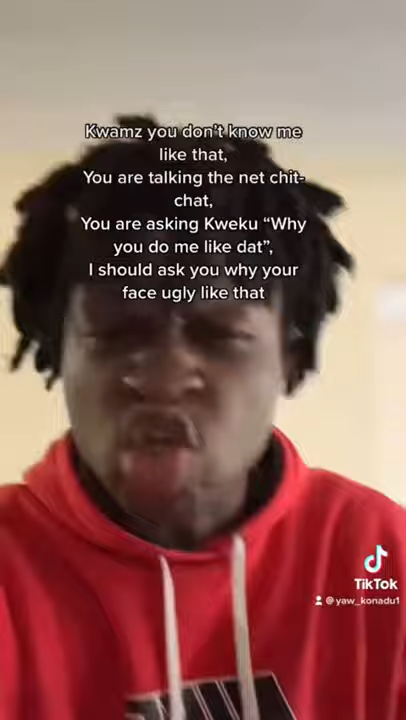 Kwamz you don't know me
like that,
You are talking the net chit-
chat,
You are asking Kweku “Why
you do me like dat”,
I should ask you why your
face ugly like that
TikTok
@yaw_konadu1